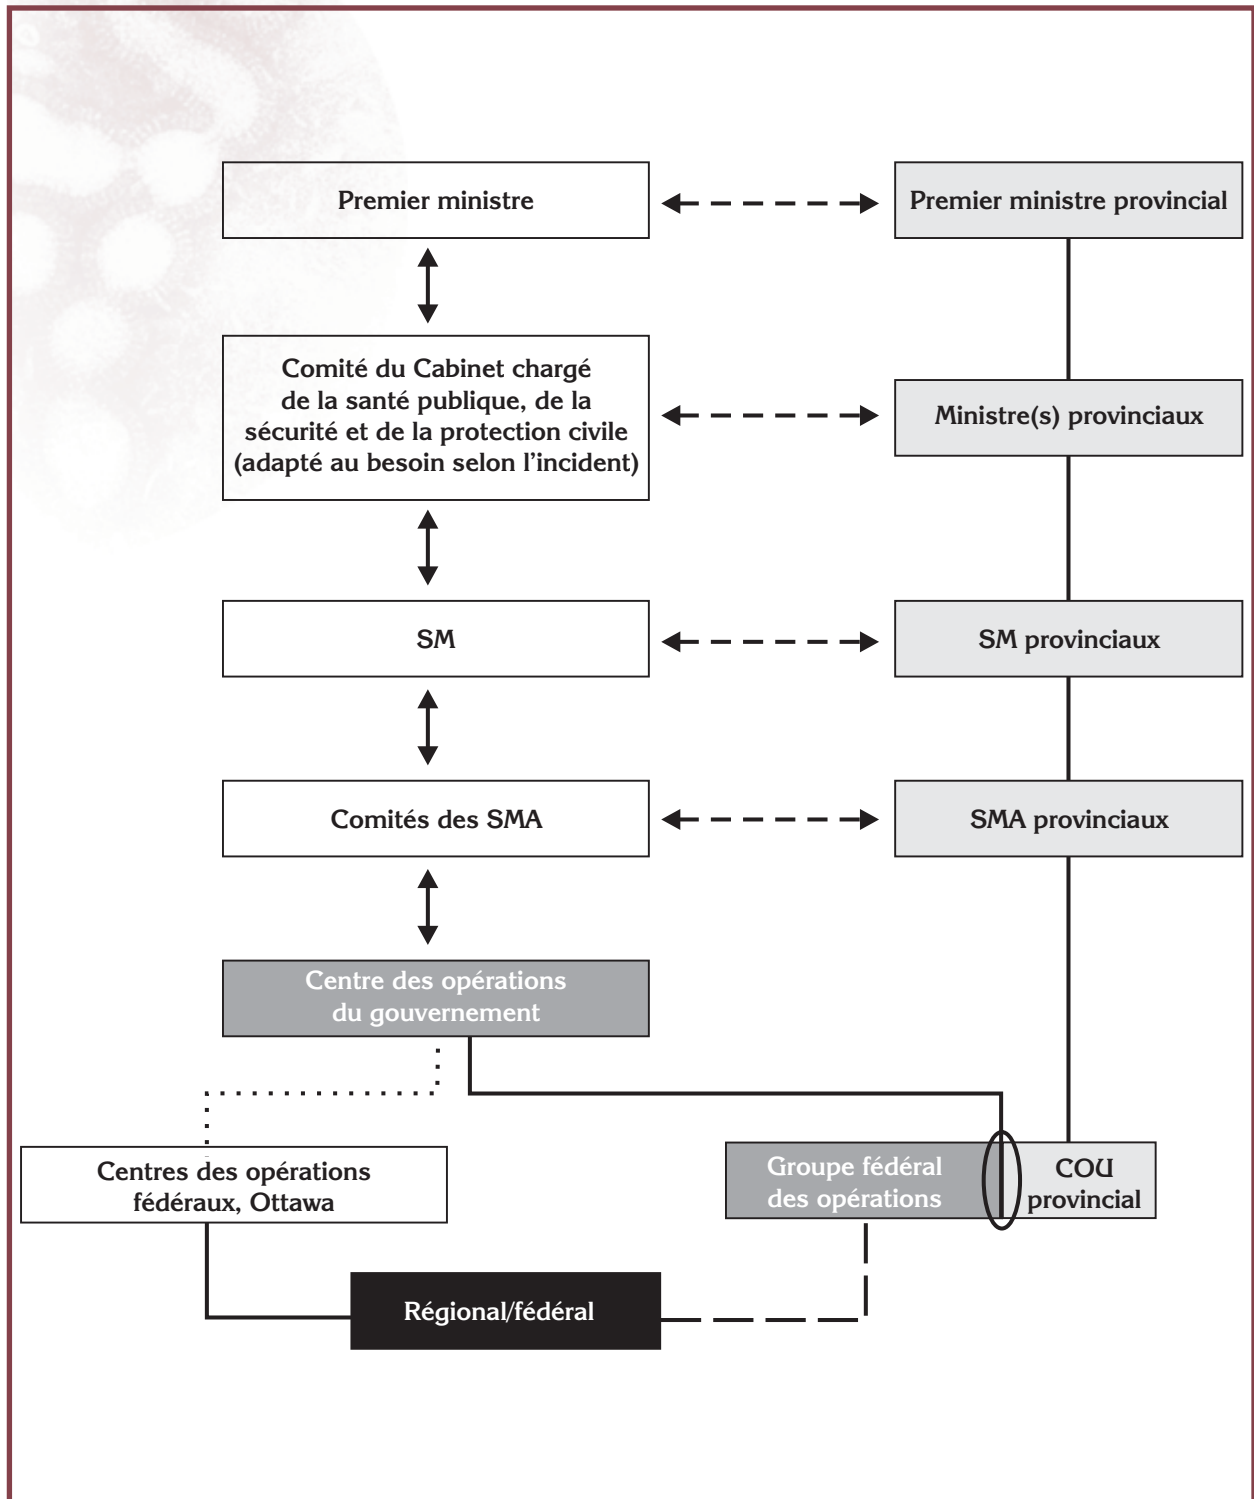 Premier ministre
Premier ministre provincial
Comité du Cabinet chargé
de la santé publique, de la
sécurité et de la protection civile
(adapté au besoin selon l'incident)
Ministre(s) provinciaux
SM
SM provinciaux
Comités des SMA
SMA provinciaux
Centre des opérations
du gouvernement
Centres des opérations
fédéraux, Ottawa
Groupe fédéral
des opérations
COU
provincial
Régional/fédéral